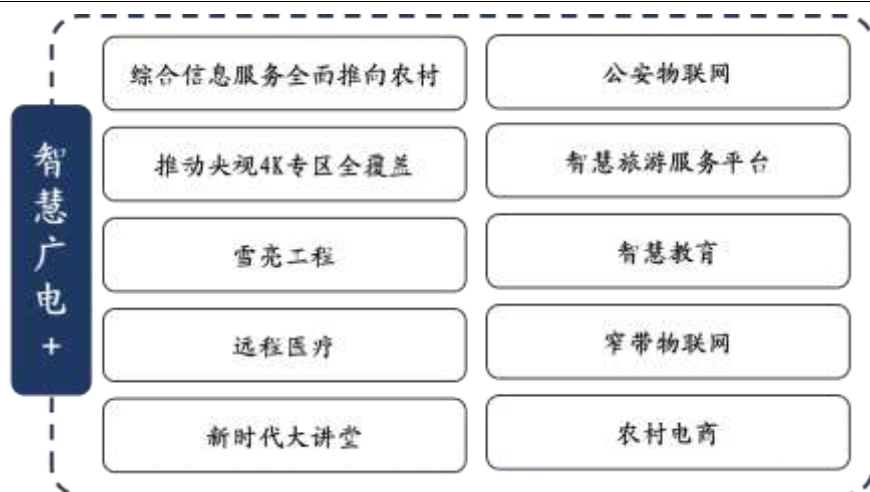 智慧广电+
综合信息服务全面推向农村
公安物联网
推动央视4K专区全覆盖
智慧旅游服务平台
雪亮工程
智慧教育
远程医疗
窄带物联网
新时代大讲堂
农村电商